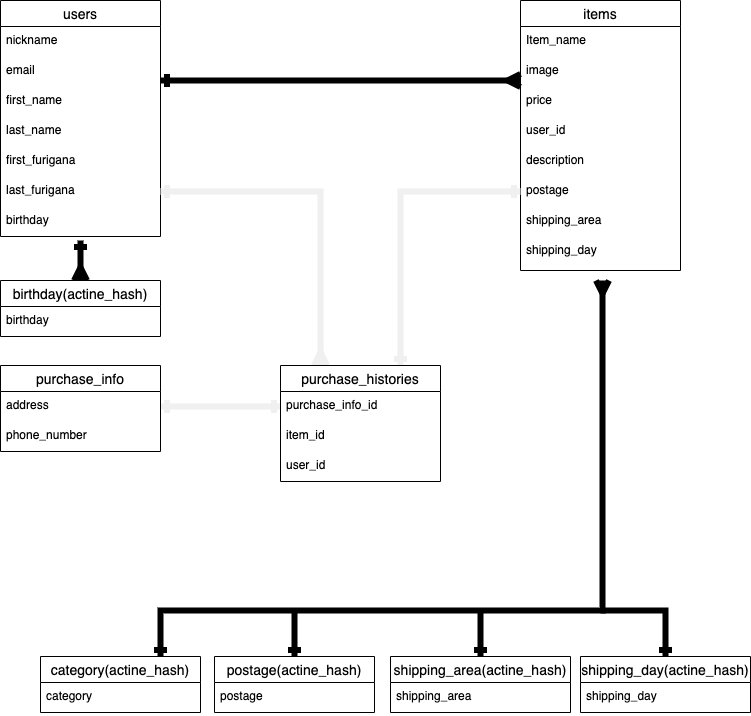 users
nickname
email
first_name
last_name
first_furigana
last_furigana
birthday
items
Item_name
image
price
user_id
description
postage
shipping_area
shipping_day
birthday(actine_hash)
birthday
purchase_info
address
phone_number
purchase_histories
purchase_info_id
item_id
user_id
category(actine_hash)
category
postage(actine_hash)
postage
shipping_area(actine_hash)
shipping_area
shipping_day(actine_hash)
shipping_day